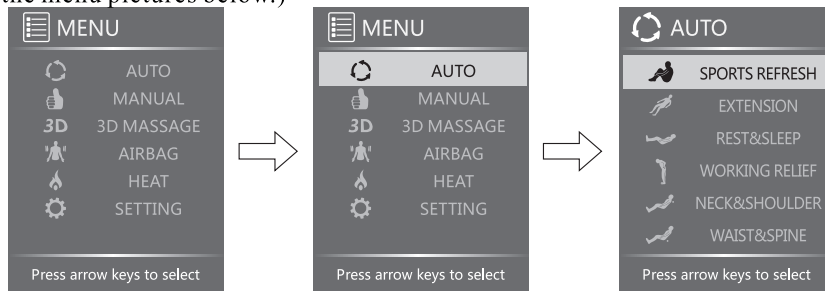 the menu pictures below.)
MENU
AUTO
MANUAL
3D 3D MASSAGE
AIRBAG
HEAT
SETTING
Press arrow keys to select
MENU
AUTO
MANUAL
3D 3D MASSAGE
AIRBAG
HEAT
SETTING
Press arrow keys to select
AUTO
SPORTS REFRESH
EXTENSION
REST&SLEEP
WORKING RELIEF
NECK&SHOULDER
WAIST&SPINE
Press arrow keys to select